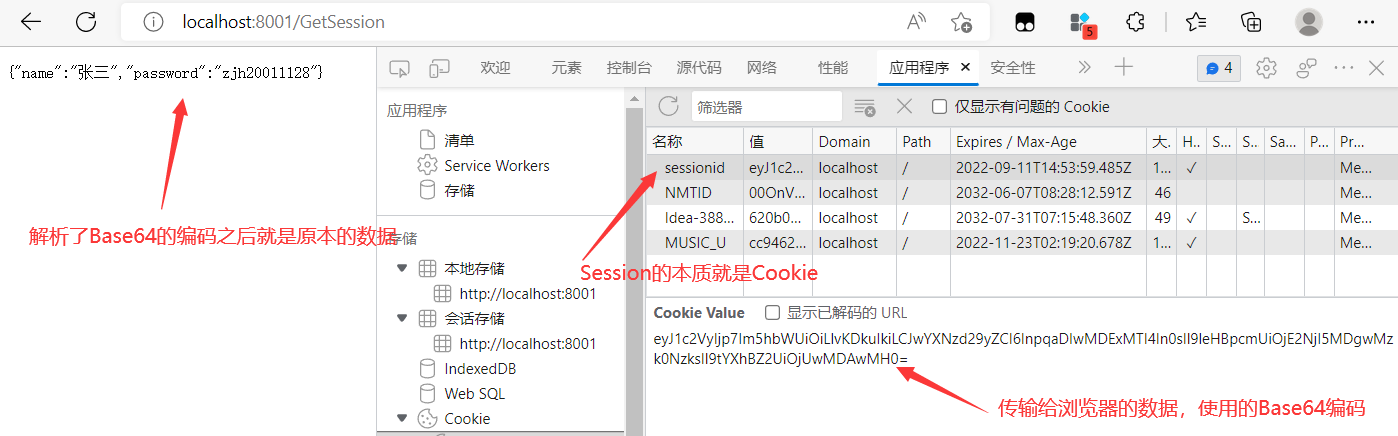 localhost:8001/GetSession
5
{"name":"张三","password":"zjh20011128"}
欢迎 元素 控制台 源代码 网络 性能 应用程序 安全性 4
应用程序
清单
Service Workers
存储
存储
本地存储
http://localhost:8001
会话存储
http://localhost:8001
IndexedDB
Web SQL
Cookie
筛选器 仅显示有问题的 Cookie
名称 值 Domain Path Expires / Max-Age 大. H.. S... S.. Sa... P... Pr...
sessionid eyJ1c2... localhost / 2022-09-11T14:53:59.485Z 1... ✓ Me...
NMTID 00OnV... localhost / 2032-06-07T08:28:12.591Z 46 Me...
Idea-388... 620b0... localhost / 2032-07-31T07:15:48.360Z 49 ✓ S... Me...
MUSIC_U cc9462... localhost / 2022-11-23T02:19:20.678Z 1... ✓ Me...
Cookie Value 显示已解码的 URL
解析了Base64的编码之后就是原本的数据
Session的本质就是Cookie
传输给浏览器的数据，使用的Base64编码